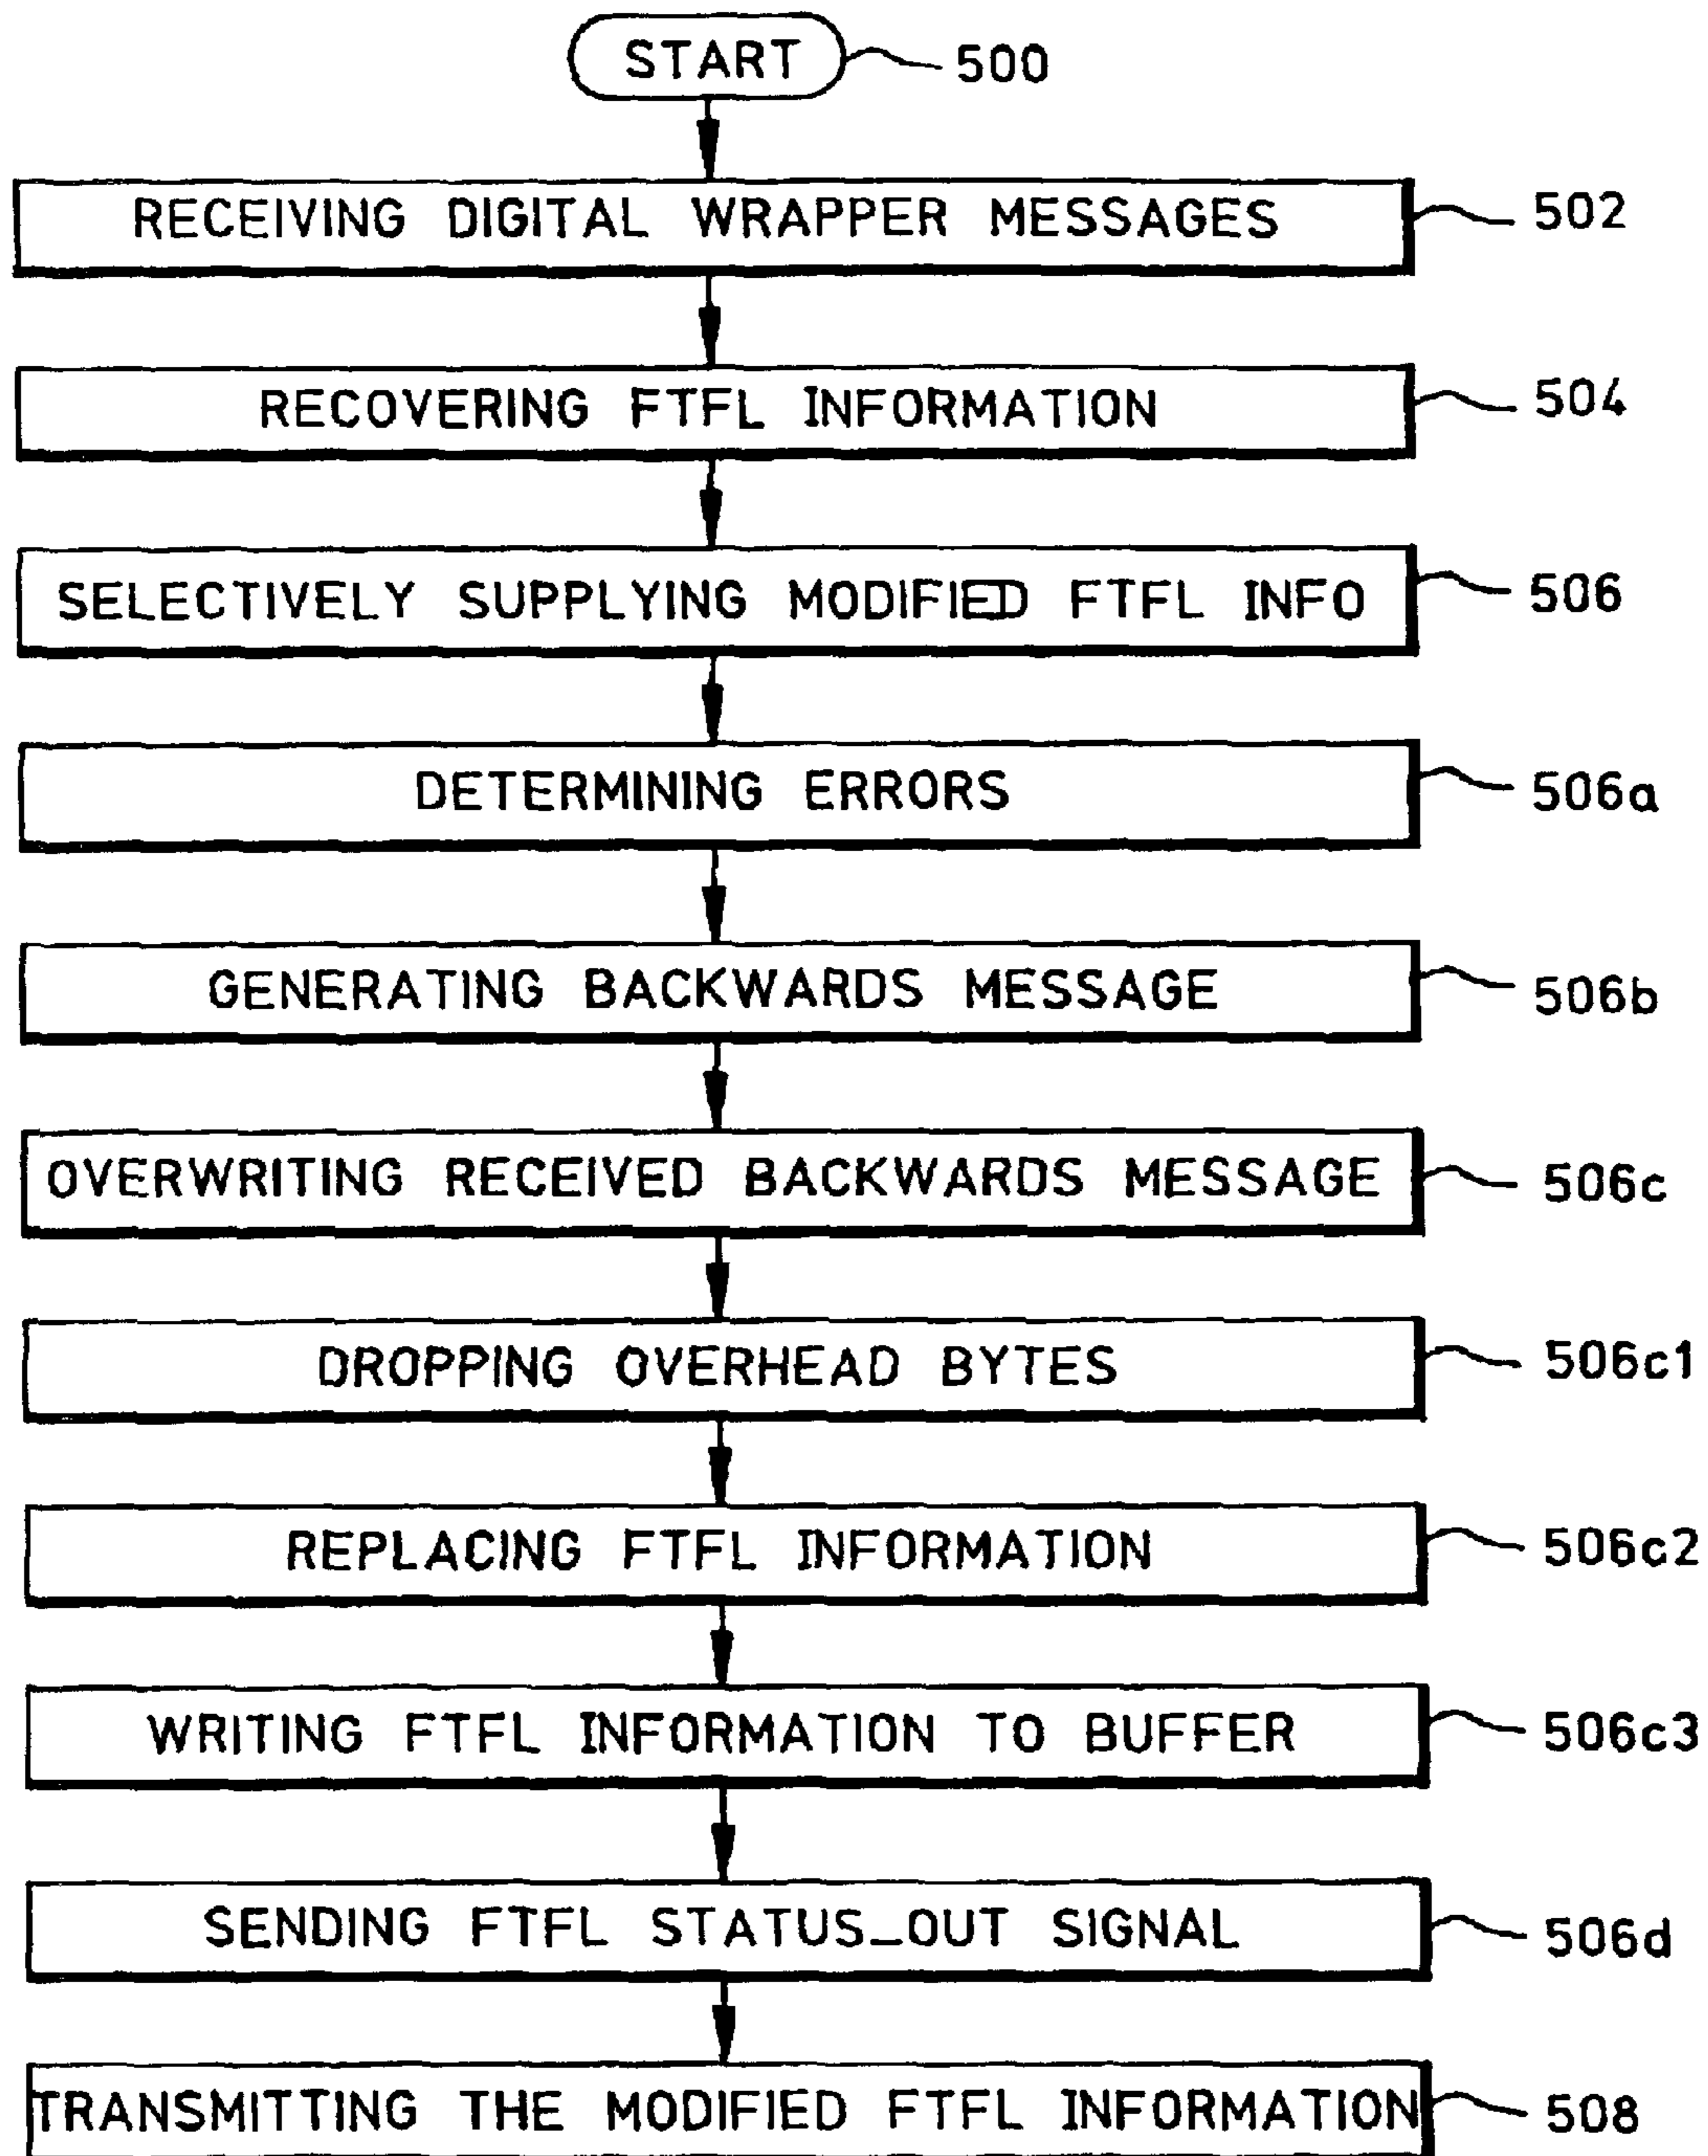 START 500
RECEIVING DIGITAL WRAPPER MESSAGES 502
RECOVERING FTFL INFORMATION 504
SELECTIVELY SUPPLYING MODIFIED FTFL INFO 506
DETERMINING ERRORS 506a
GENERATING BACKWARDS MESSAGE 506b
OVERWRITING RECEIVED BACKWARDS MESSAGE 506c
DROPPING OVERHEAD BYTES 506c1
REPLACING FTFL INFORMATION 506c2
WRITING FTFL INFORMATION TO BUFFER 506c3
SENDING FTFL STATUS_OUT SIGNAL 506d
TRANSMITTING THE MODIFIED FTFL INFORMATION 508